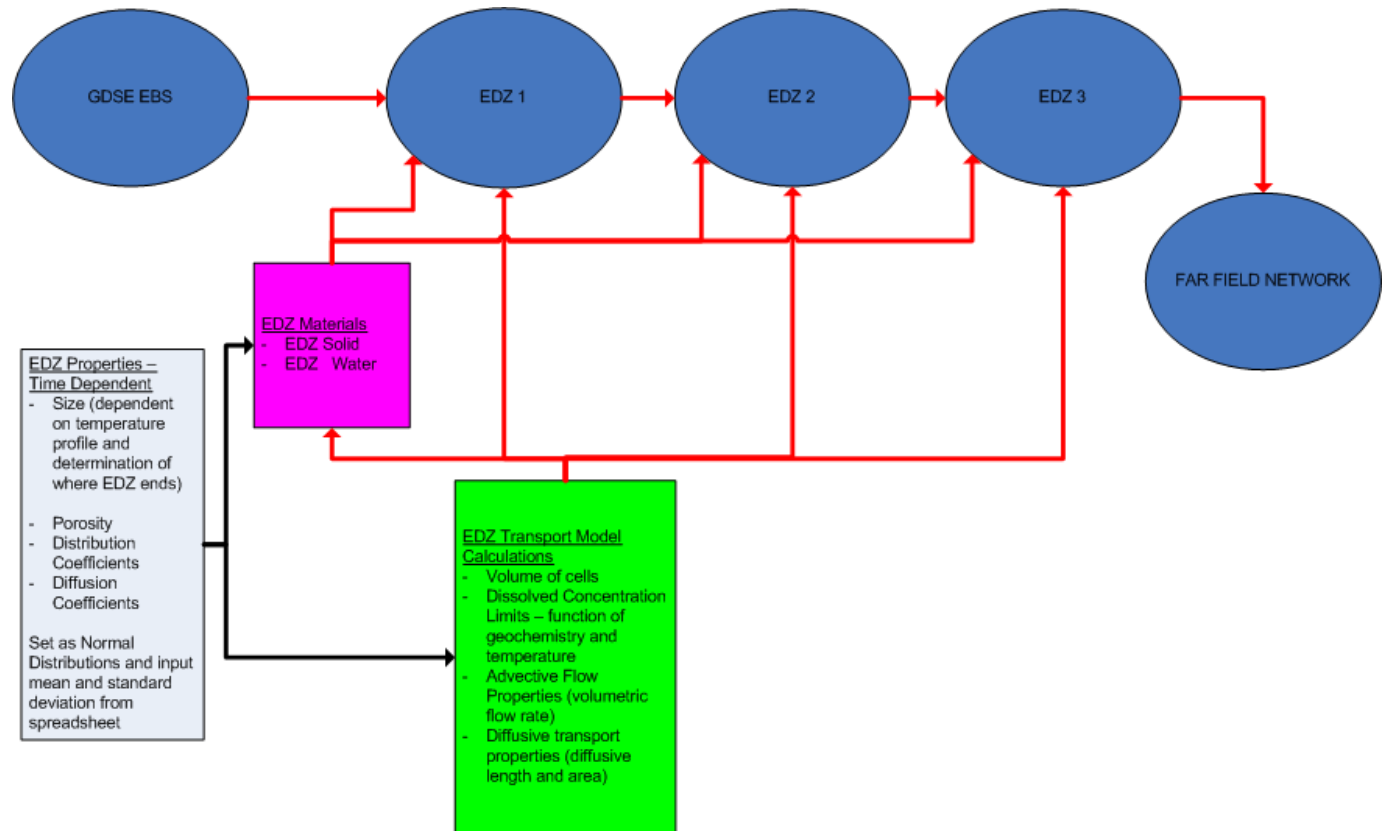 GDSE EBS
EDZ 1
EDZ 2
EDZ 3
FAR FIELD NETWORK
EDZ Materials
- EDZ Solid
- EDZ Water
EDZ Properties –
Time Dependent
- Size (dependent
on temperature
profile and
determination of
where EDZ ends)
- Porosity
- Distribution
Coefficients
- Diffusion
Coefficients
Set as Normal
Distributions and input
mean and standard
deviation from
spreadsheet
EDZ Transport Model
Calculations
- Volume of cells
- Dissolved Concentration
Limits – function of
geochemistry and
temperature
- Advective Flow
Properties (volumetric
flow rate)
- Diffusive transport
properties (diffusive
length and area)